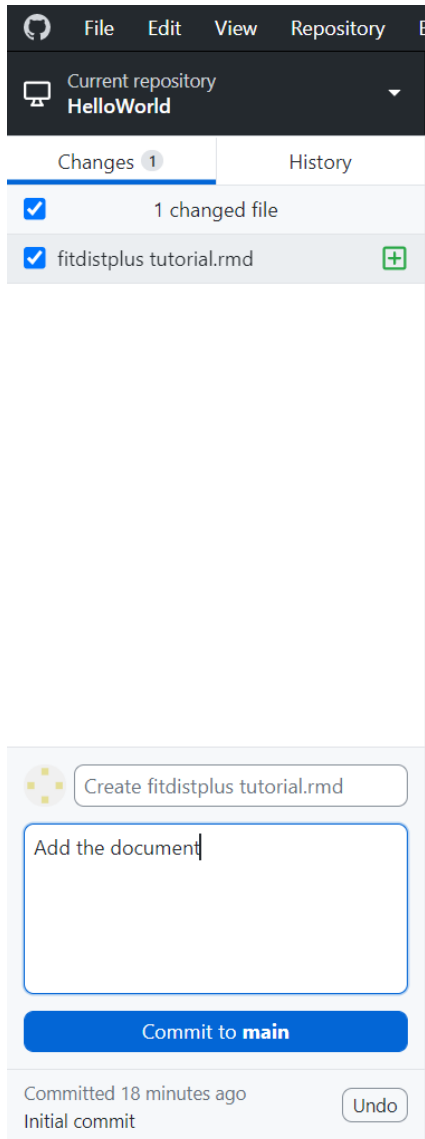 File Edit View Repository
Current repository
HelloWorld
Changes 1 History
1 changed file
fitdistplus tutorial.rmd
Create fitdistplus tutorial.rmd
Add the document
Commit to main
Committed 18 minutes ago
Initial commit
Undo